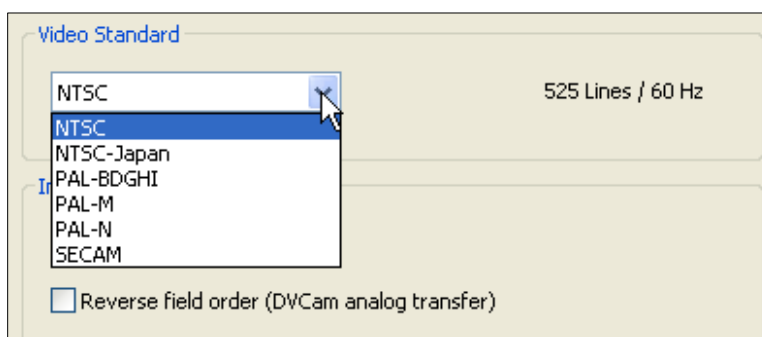 Video Standard
NTSC
525 Lines / 60 Hz
NTSC
NTSC-Japan
PAL-BDGHI
PAL-M
PAL-N
SECAM
Reverse field order (DVCam analog transfer)